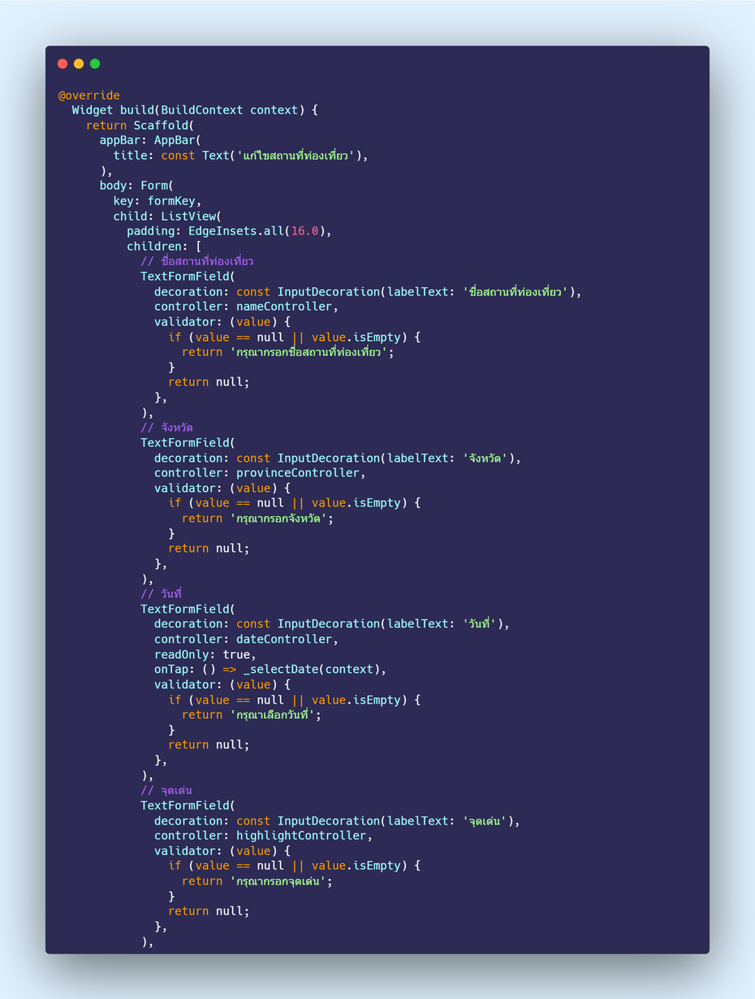 @override
  Widget build(BuildContext context) {
    return Scaffold(
      appBar: AppBar(
        title: const Text('แก้ไขสถานที่ท่องเที่ยว'),
      ),
      body: Form(
        key: formKey,
        child: ListView(
          padding: EdgeInsets.all(16.0),
          children: [
            // ชื่อสถานที่ท่องเที่ยว
            TextFormField(
              decoration: const InputDecoration(labelText: 'ชื่อสถานที่ท่องเที่ยว'),
              controller: nameController,
              validator: (value) {
                if (value == null || value.isEmpty) {
                  return 'กรุณากรอกชื่อสถานที่ท่องเที่ยว';
                }
                return null;
              },
            ),
            // จังหวัด
            TextFormField(
              decoration: const InputDecoration(labelText: 'จังหวัด'),
              controller: provinceController,
              validator: (value) {
                if (value == null || value.isEmpty) {
                  return 'กรุณากรอกจังหวัด';
                }
                return null;
              },
            ),
            // วันที่
            TextFormField(
              decoration: const InputDecoration(labelText: 'วันที่'),
              controller: dateController,
              readOnly: true,
              onTap: () => _selectDate(context),
              validator: (value) {
                if (value == null || value.isEmpty) {
                  return 'กรุณาเลือกวันที่';
                }
                return null;
              },
            ),
            // จุดเด่น
            TextFormField(
              decoration: const InputDecoration(labelText: 'จุดเด่น'),
              controller: highlightController,
              validator: (value) {
                if (value == null || value.isEmpty) {
                  return 'กรุณากรอกจุดเด่น';
                }
                return null;
              },
            ),